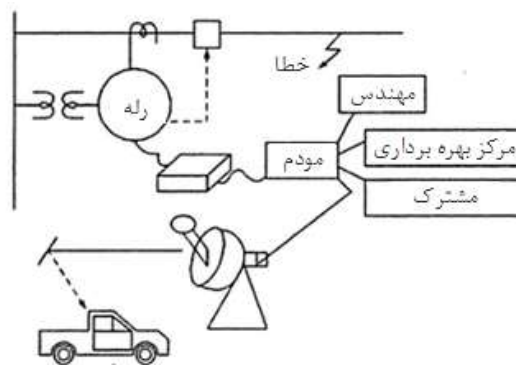 خطا
رله
مهندس
مودم
مرکز بهره برداری
مشترک